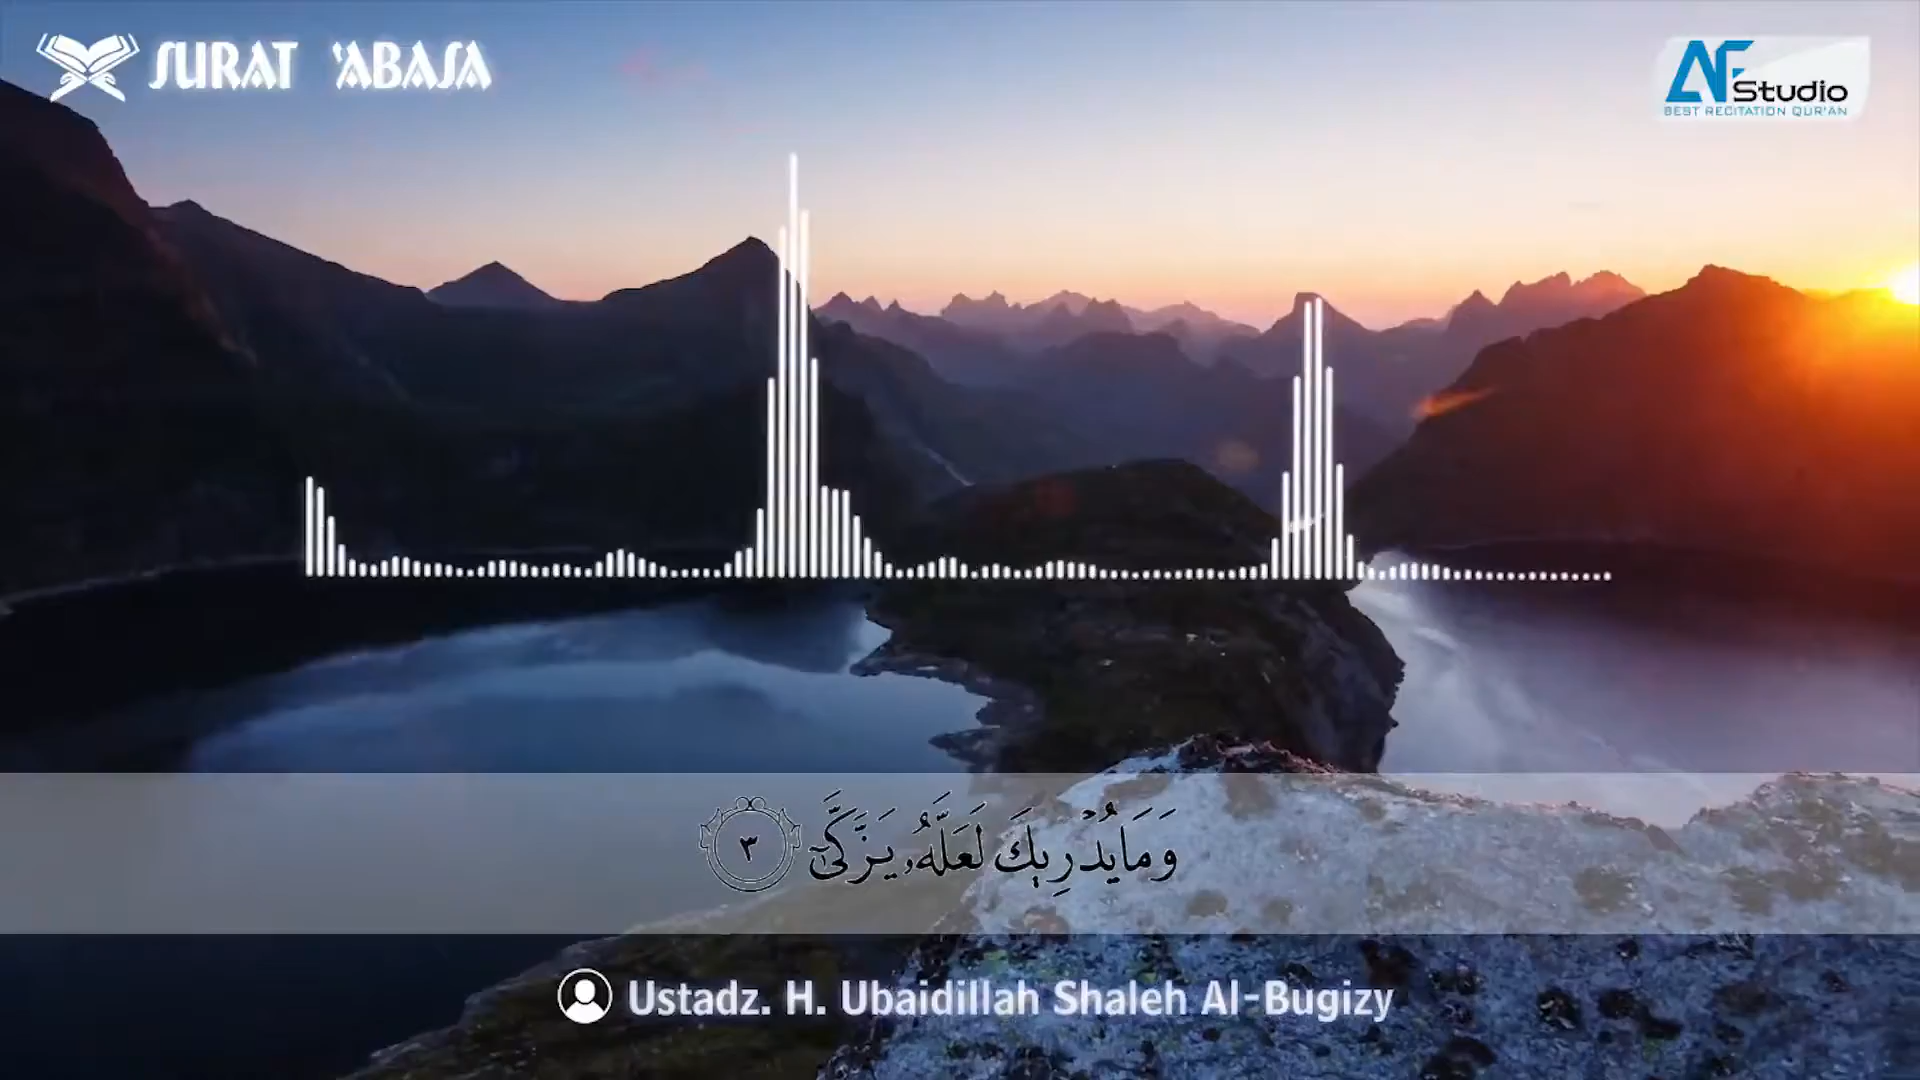 SURAT 'ABASA
AF Studio
BEST RECITATION QUR'AN
وَمَا يُدْرِيكَ لَعَلَّهُۥ يَزَّكَّىٰٓ ٣
Ustadz. H. Ubaidillah Shaleh Al-Bugizy